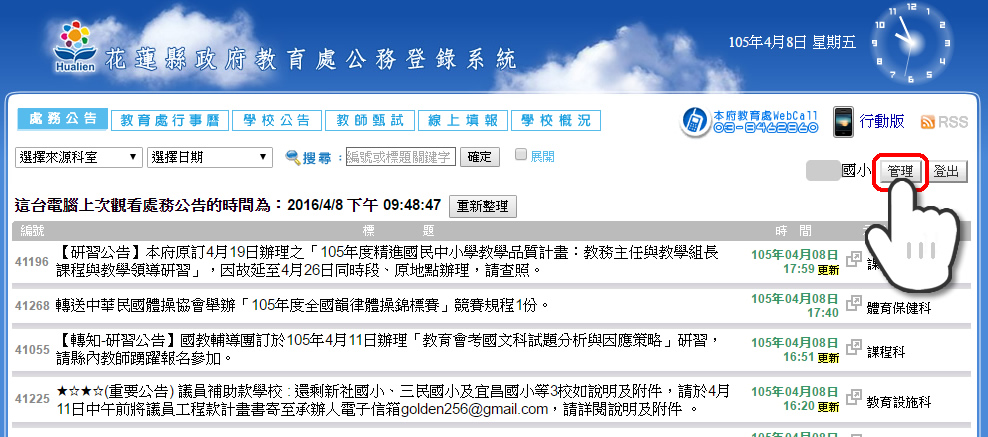 Hualien
花蓮縣政府教育處公務登錄系統
105年4月8日 星期五
12 1 2 3 4 5 6 7 8 9 10 11
處務公告 教育處行事曆 學校公告 教師甄試 線上填報 學校概況
本府教育處WebCall
03-8462860
行動版 RSS
選擇來源科室 選擇日期 搜尋： 編號或標題關鍵字 確定 展開
國小 管理 登出
這台電腦上次觀看處務公告的時間為：2016/4/8 下午 09:48:47 重新整理
編號 標 題 時 間
41196 【研習公告】本府原訂4月19日辦理之「105年度精進國民中小學教學品質計畫：教務主任與教學組長 105年04月08日
課程與教學領導研習」，因故延至4月26日同時段、原地點辦理，請查照。 17:59 更新 課
41268 轉送中華民國體操協會舉辦「105年度全國韻律體操錦標賽」競賽規程1份。 105年04月08日
17:40 體育保健科
41055 【轉知-研習公告】國教輔導團訂於105年4月11日辦理「教育會考國文科試題分析與因應策略」研習， 105年04月08日
請縣內教師踴躍報名參加。 16:51 更新 課程科
41225 ★☆★☆(重要公告) 議員補助款學校 : 還剩新社國小、三民國小及宜昌國小等3校如說明及附件，請於4月 105年04月08日
11日中午前將議員工程款計畫書寄至承辦人電子信箱golden256@gmail.com，請詳閱說明及附件 。 16:20 更新 教育設施科